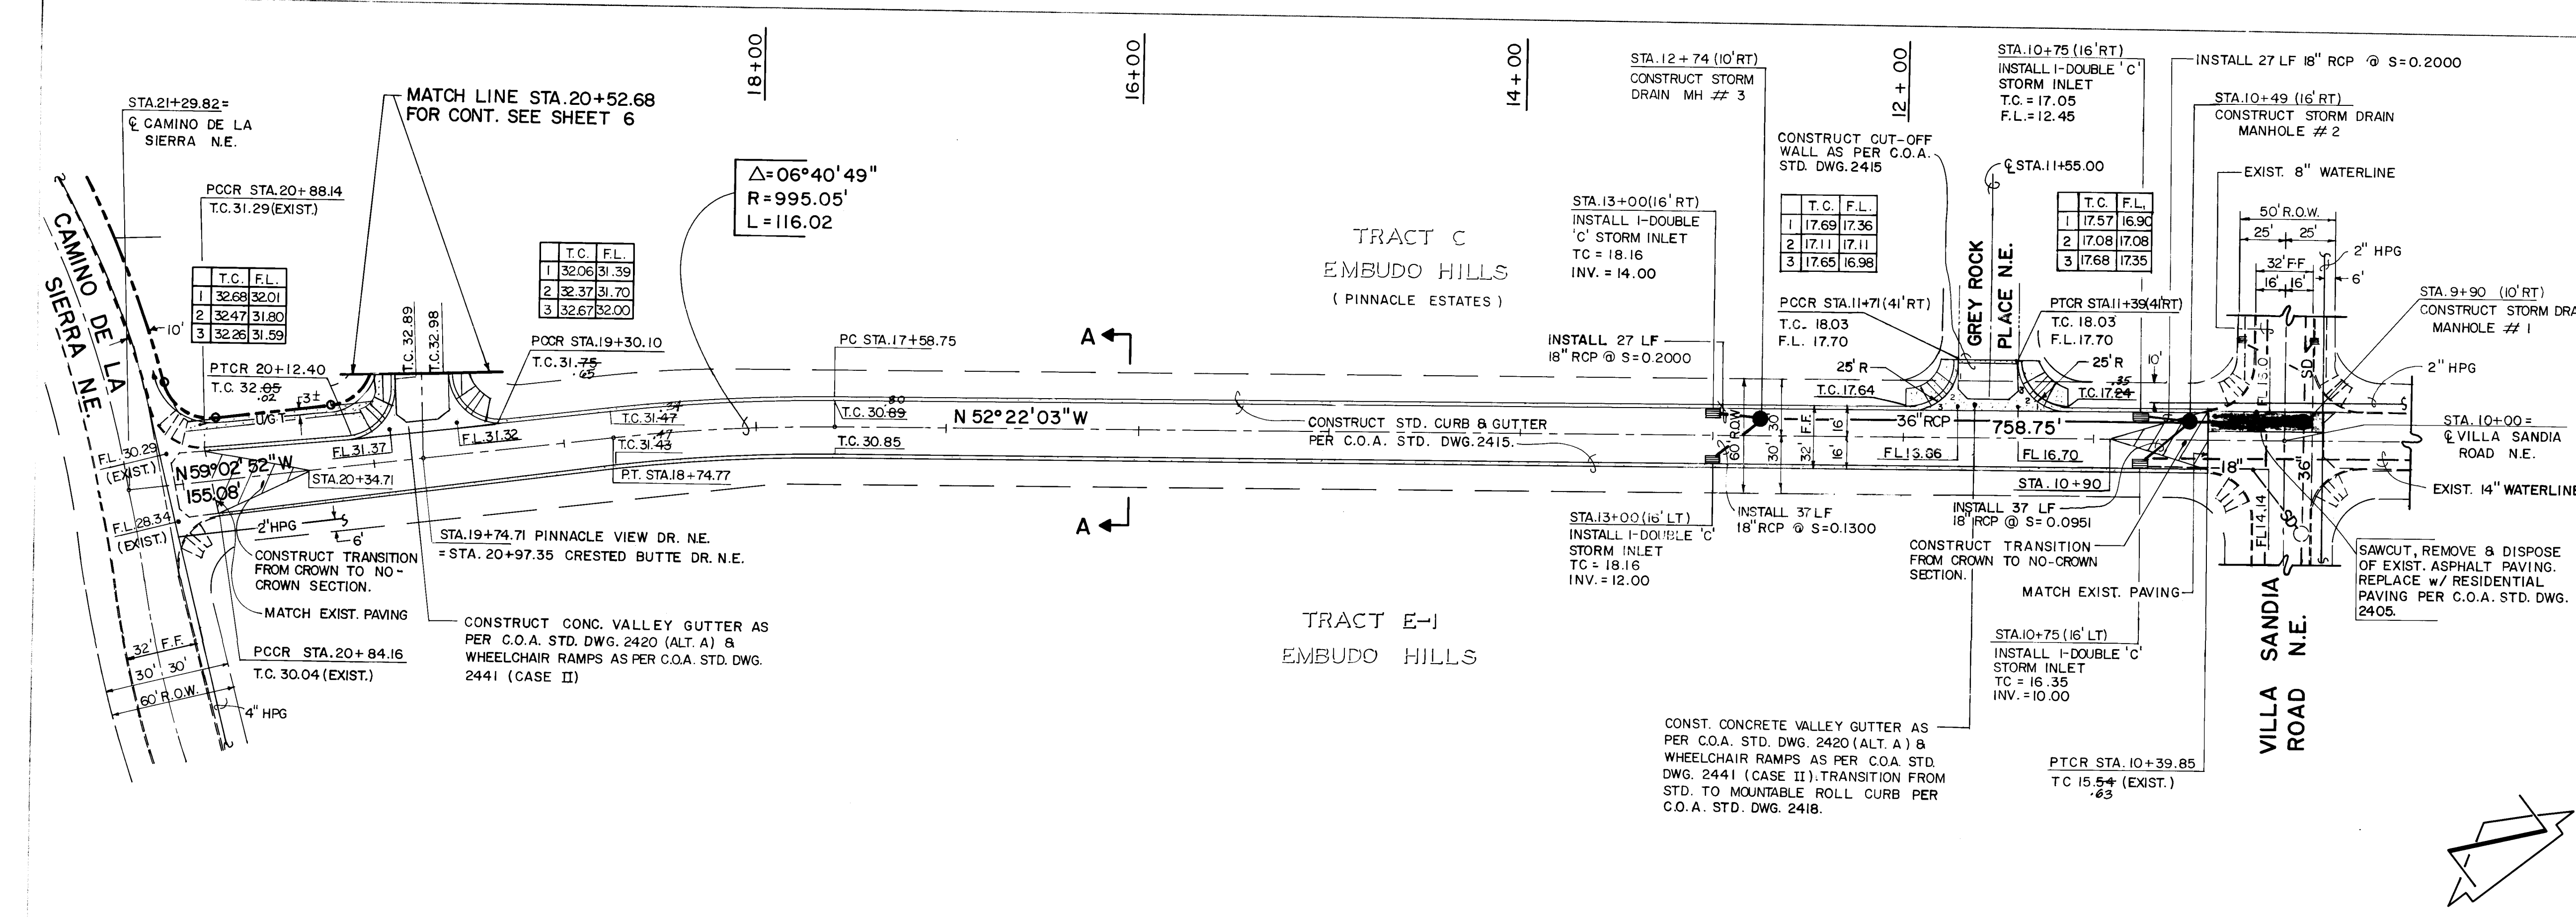 18+00
16+00
14+00
12+00
STA.21+29.82=
℄ CAMINO DE LA
SIERRA N.E.
MATCH LINE STA.20+52.68
FOR CONT. SEE SHEET 6
PCCR STA.20+88.14
T.C.31.29(EXIST.)
CAMINO DE LA
SIERRA N.E.
10'
T.C. F.L.
1 32.68 32.01
2 32.47 31.80
3 32.26 31.59
PTCR 20+12.40
T.C. 32.05
.02
3±
U/G T
T.C. 32.89
T.C. 32.98
T.C. F.L.
1 32.06 31.39
2 32.37 31.70
3 32.67 32.00
PCCR STA.19+30.10
T.C.31.75
.65
Δ=06°40'49"
R=995.05'
L=116.02
PC STA.17+58.75
T.C.30.89
.80
T.C.30.85
T.C.31.47
T.C.31.43
.47
P.T. STA.18+74.77
F.L.31.32
F.L.31.37
F.L.30.29
(EXIST.)
N59°02'52"W
155.08'
STA.20+34.71
F.L.28.34
(EXIST.)
2"HPG
6'
CONSTRUCT TRANSITION
FROM CROWN TO NO-
CROWN SECTION.
MATCH EXIST. PAVING
PCCR STA.20+84.16
T.C. 30.04(EXIST.)
32' F.F.
30' 30'
60' R.O.W.
4" HPG
STA.19+74.71 PINNACLE VIEW DR. N.E.
=STA. 20+97.35 CRESTED BUTTE DR. N.E.
CONSTRUCT CONC. VALLEY GUTTER AS
PER C.O.A. STD. DWG. 2420 (ALT. A) &
WHEELCHAIR RAMPS AS PER C.O.A. STD. DWG.
2441 (CASE II)
A
A
N 52°22'03"W
TRACT C
EMBUDO HILLS
( PINNACLE ESTATES )
CONSTRUCT STD. CURB & GUTTER
PER C.O.A. STD. DWG.2415.
TRACT E-1
EMBUDO HILLS
STA.12+74 (10'RT)
CONSTRUCT STORM
DRAIN MH # 3
STA.13+00(16' RT)
INSTALL 1-DOUBLE
'C' STORM INLET
TC = 18.16
INV. = 14.00
INSTALL 27 LF
18" RCP @ S=0.2000
60' R.O.W.
30'
30'
32' F.F.
16'
16'
STA.13+00(16' LT)
INSTALL 1-DOUBLE 'C'
STORM INLET
TC = 18.16
INV. = 12.00
INSTALL 37 LF
18"RCP @ S=0.1300
CONSTRUCT CUT-OFF
WALL AS PER C.O.A.
STD. DWG.2415
T.C. F.L.
1 17.69 17.36
2 17.11 17.11
3 17.65 16.98
PCCR STA.11+71(41'RT)
T.C. 18.03
F.L. 17.70
25'R
T.C.17.64
3
2
GREY ROCK
PLACE N.E.
℄STA.11+55.00
36"RCP
758.75'
FL 16.70
STA.10+75 (16'RT)
INSTALL 1-DOUBLE 'C'
STORM INLET
T.C. = 17.05
F.L.= 12.45
T.C. F.L.
1 17.57 16.90
2 17.08 17.08
3 17.68 17.35
PTCR STA.11+39(41'RT)
T.C. 18.03
F.L. 17.70
25'R
2
T.C.17.24
.35
10'
STA. 10+90
INSTALL 37 LF
18"RCP @ S=0.0951
CONSTRUCT TRANSITION
FROM CROWN TO NO-CROWN
SECTION.
MATCH EXIST. PAVING
STA.10+75(16'LT)
INSTALL 1-DOUBLE 'C'
STORM INLET
TC = 16.35
INV. =10.00
CONST. CONCRETE VALLEY GUTTER AS
PER C.O.A. STD. DWG. 2420 (ALT. A) &
WHEELCHAIR RAMPS AS PER C.O.A. STD.
DWG. 2441 (CASE II). TRANSITION FROM
STD. TO MOUNTABLE ROLL CURB PER
C.O.A. STD. DWG. 2418.
PTCR STA. 10+39.85
TC 15.54 (EXIST.)
.63
INSTALL 27 LF 18" RCP @ S=0.2000
STA.10+49 (16'RT)
CONSTRUCT STORM DRAIN
MANHOLE # 2
EXIST. 8" WATERLINE
50' R.O.W.
25' 25'
32' F.F.
16' 16'
2" HPG
6'
STA. 9+90 (10'RT)
CONSTRUCT STORM DRA
MANHOLE # 1
2" HPG
STA. 10+00=
℄VILLA SANDIA
ROAD N.E.
EXIST. 14" WATERLINE
SD
18"
36"
SD
FL14.14
SAWCUT, REMOVE & DISPOSE
OF EXIST. ASPHALT PAVING.
REPLACE w/ RESIDENTIAL
PAVING PER C.O.A. STD. DWG.
2405.
VILLA SANDIA
ROAD N.E.